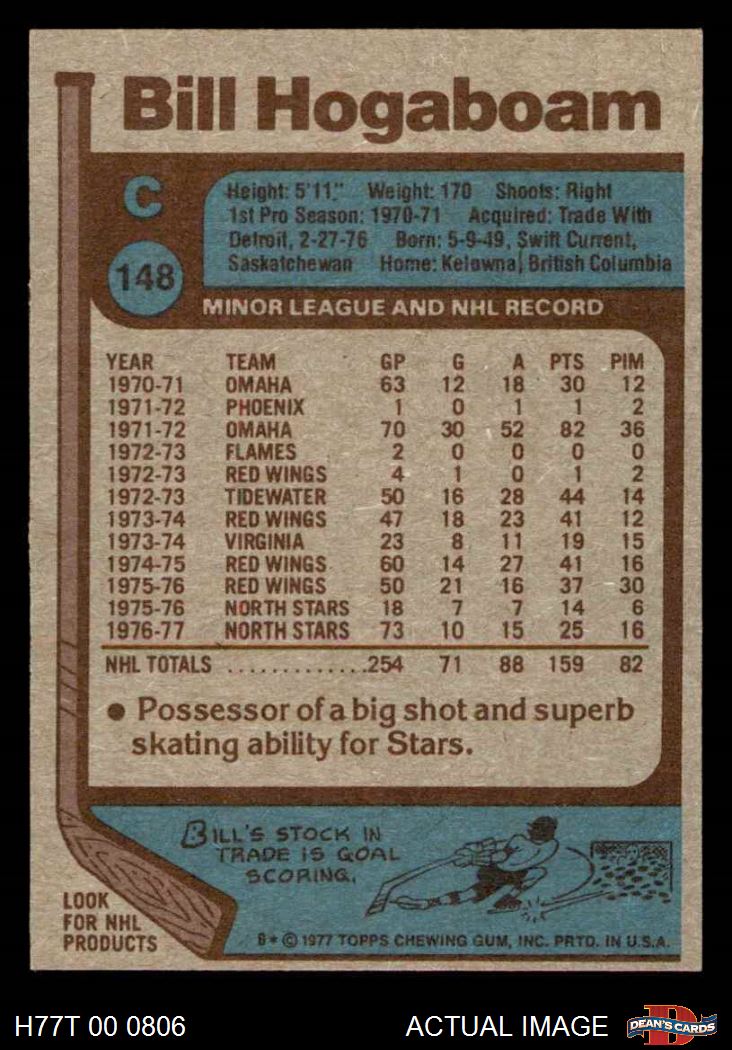 Bill Hogaboam
C
148
Height: 5'11" Weight: 170 Shoots: Right
1st Pro Season: 1970-71 Acquired: Trade With
Detroit, 2-27-76 Born: 5-9-49, Swift Current,
Saskatchewan Home: Kelowna, British Columbia
MINOR LEAGUE AND NHL RECORD
YEAR TEAM GP G A PTS PIM
1970-71 OMAHA 63 12 18 30 12
1971-72 PHOENIX 1 0 1 1 2
1971-72 OMAHA 70 30 52 82 36
1972-73 FLAMES 2 0 0 0 0
1972-73 RED WINGS 4 1 0 1 2
1972-73 TIDEWATER 50 16 28 44 14
1973-74 RED WINGS 47 18 23 41 12
1973-74 VIRGINIA 23 8 11 19 15
1974-75 RED WINGS 60 14 27 41 16
1975-76 RED WINGS 50 21 16 37 30
1975-76 NORTH STARS 18 7 7 14 6
1976-77 NORTH STARS 73 10 15 25 16
NHL TOTALS .............254 71 88 159 82
● Possessor of a big shot and superb
skating ability for Stars.
BILL'S STOCK IN
TRADE IS GOAL
SCORING.
LOOK
FOR NHL
PRODUCTS
B* © 1977 TOPPS CHEWING GUM, INC. PRTD. IN U.S.A.
H77T 00 0806 ACTUAL IMAGE
D
DEAN'S CARDS